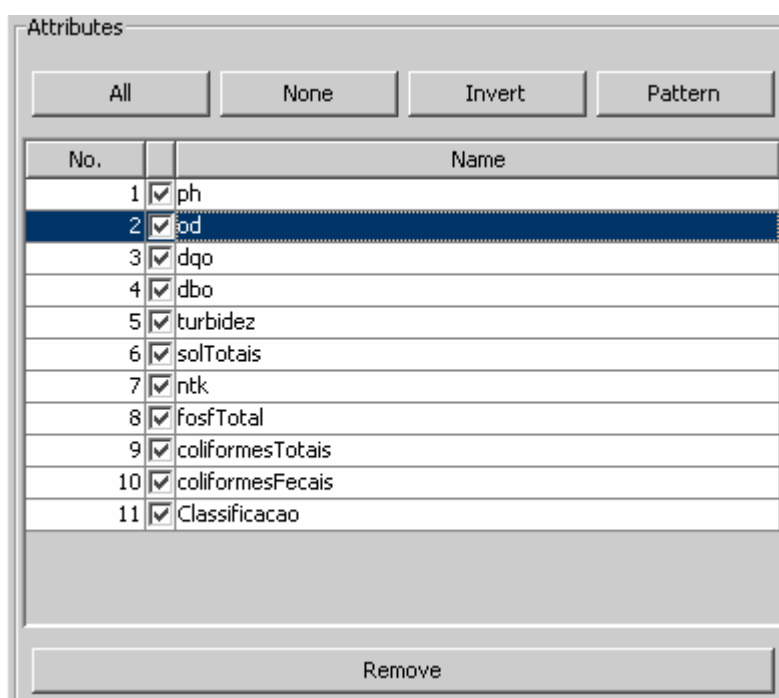 Attributes
All None Invert Pattern
No. Name
1 ph
2 od
3 dqo
4 dbo
5 turbidez
6 solTotais
7 ntk
8 fosfTotal
9 coliformesTotais
10 coliformesFecais
11 Classificacao
Remove